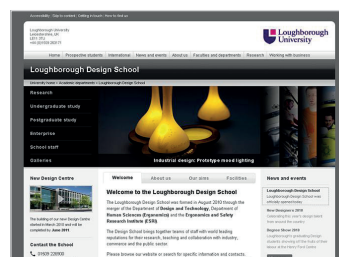 Accessibility | Skip to content | Getting in touch | How to find us
Loughborough University
Leicestershire, UK
LE11 3TU
+44 (0)1509 263171
Loughborough
University
Home Prospective students International News and events About us Faculties and departments Research Working with business
Loughborough Design School
University home > Academic departments > Loughborough Design School
Research
Undergraduate study
Postgraduate study
Enterprise
School staff
Galleries
Industrial design: Prototype mood lighting
New Design Centre
The building of our new Design Centre
started in March 2010 and will be
completed by June 2011.
Contact the School
Welcome About us Our aims Facilities
Welcome to the Loughborough Design School
The Loughborough Design School was formed in August 2010 through the
merger of the Department of Design and Technology, Department of
Human Sciences (Ergonomics) and the Ergonomics and Safety
Research Institute (ESRI).
The Design School brings together teams of staff with world leading
reputations for their research, teaching and collaboration with industry,
commerce and the public sector.
Please browse our website or search for specific information and contacts.
News and events
Loughborough Design School
Loughborough Design School was
officially opened today
New Designers 2010
Degree Show 2010